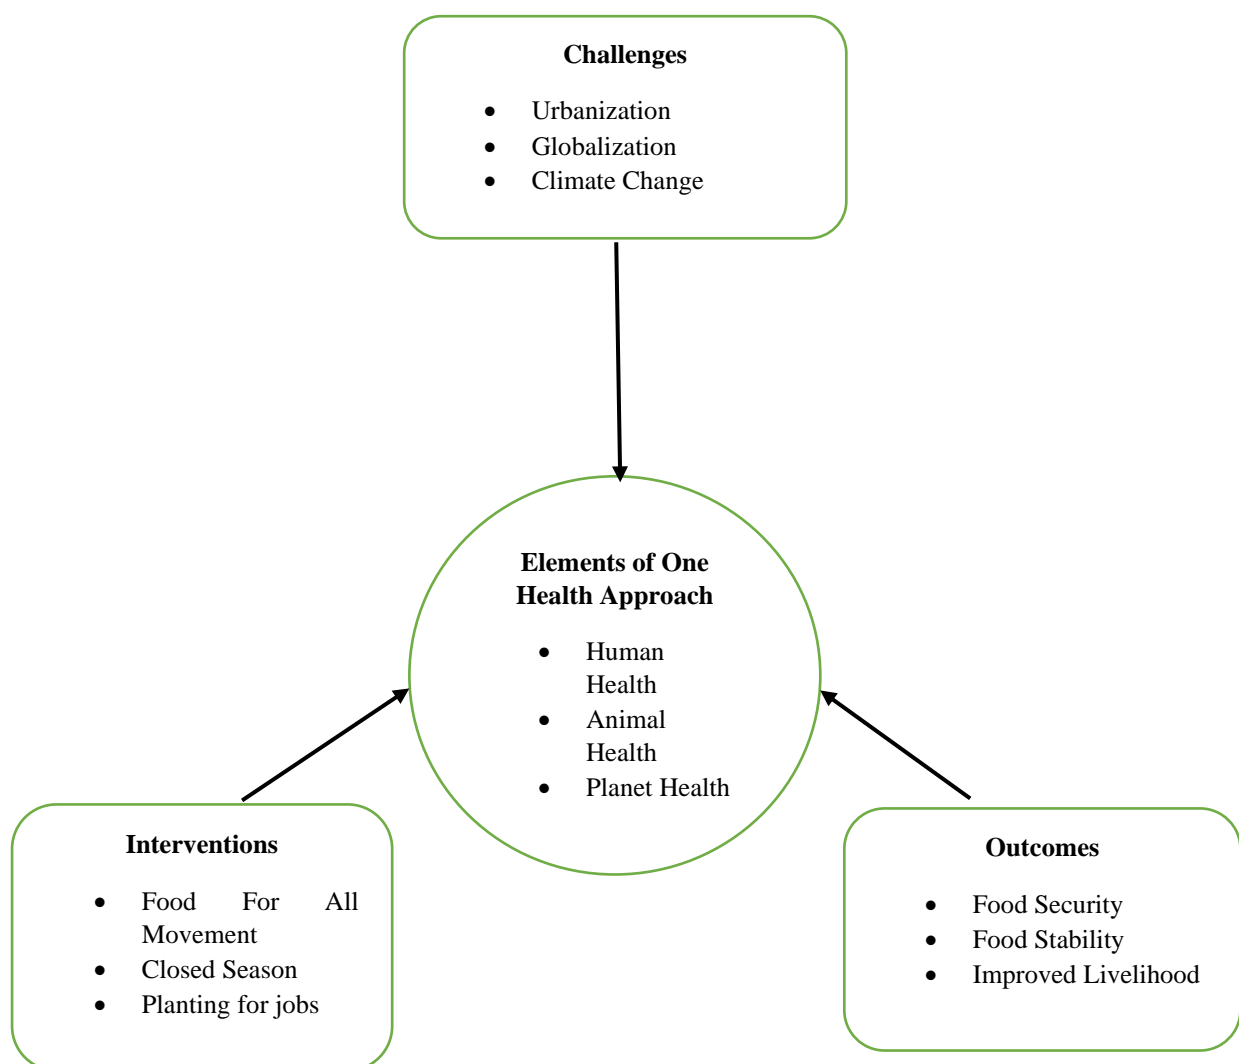 Challenges
• Urbanization
• Globalization
• Climate Change
Elements of One
Health Approach
• Human
Health
• Animal
Health
• Planet Health
Interventions
• Food For All
Movement
• Closed Season
• Planting for jobs
Outcomes
• Food Security
• Food Stability
• Improved Livelihood